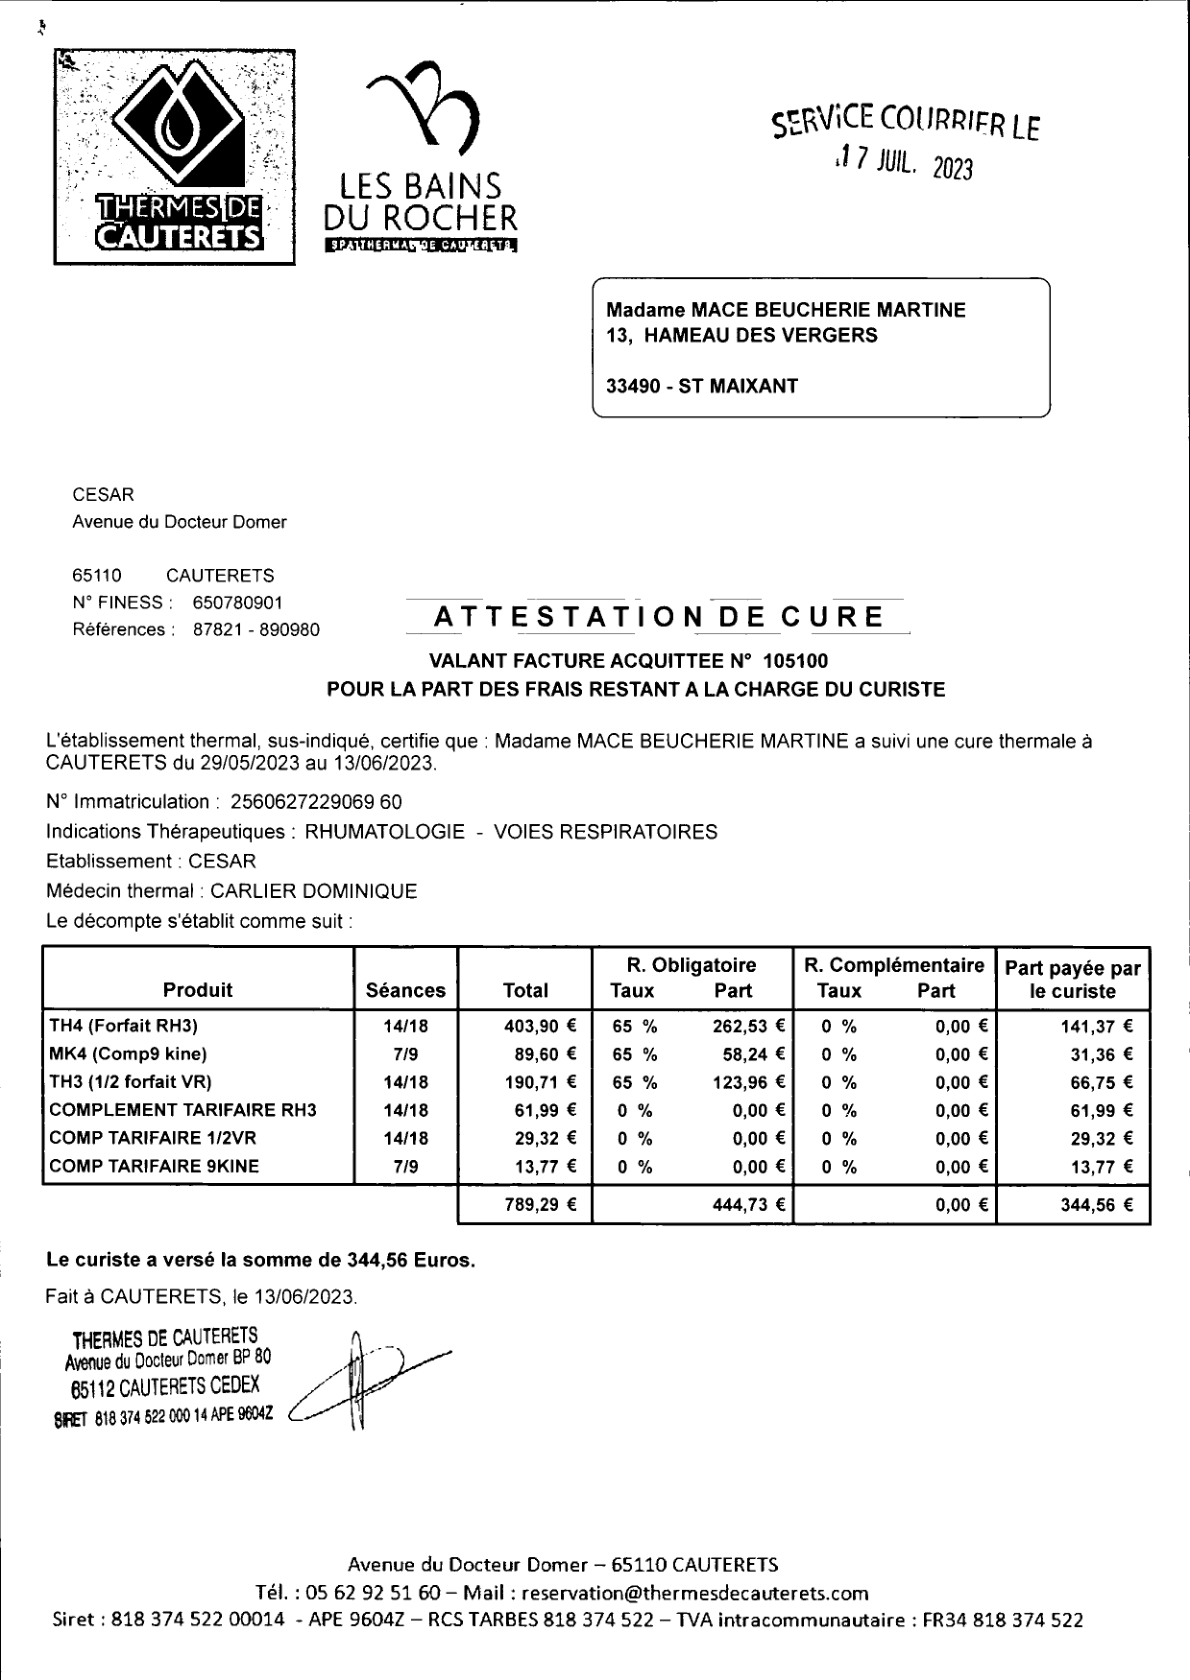 THERMES DE
CAUTERETS
LES BAINS
DU ROCHER
SPA THERMAL DE CAUTERETS
SERVICE COURRIER LE
17 JUIL. 2023
Madame MACE BEUCHERIE MARTINE
13, HAMEAU DES VERGERS
33490 - ST MAIXANT
CESAR
Avenue du Docteur Domer
65110 CAUTERETS
N° FINESS : 650780901
Références : 87821 - 890980
ATTESTATION DE CURE
VALANT FACTURE ACQUITTEE N° 105100
POUR LA PART DES FRAIS RESTANT A LA CHARGE DU CURISTE
L'établissement thermal, sus-indiqué, certifie que : Madame MACE BEUCHERIE MARTINE a suivi une cure thermale à
CAUTERETS du 29/05/2023 au 13/06/2023.
N° Immatriculation : 2560627229069 60
Indications Thérapeutiques : RHUMATOLOGIE - VOIES RESPIRATOIRES
Etablissement : CESAR
Médecin thermal : CARLIER DOMINIQUE
Le décompte s'établit comme suit :
R. Obligatoire R. Complémentaire Part payée par
Produit Séances Total Taux Part Taux Part le curiste
TH4 (Forfait RH3) 14/18 403,90 € 65 % 262,53 € 0 % 0,00 € 141,37 €
MK4 (Comp9 kine) 7/9 89,60 € 65 % 58,24 € 0 % 0,00 € 31,36 €
TH3 (1/2 forfait VR) 14/18 190,71 € 65 % 123,96 € 0 % 0,00 € 66,75 €
COMPLEMENT TARIFAIRE RH3 14/18 61,99 € 0 % 0,00 € 0 % 0,00 € 61,99 €
COMP TARIFAIRE 1/2VR 14/18 29,32 € 0 % 0,00 € 0 % 0,00 € 29,32 €
COMP TARIFAIRE 9KINE 7/9 13,77 € 0 % 0,00 € 0 % 0,00 € 13,77 €
789,29 € 444,73 € 0,00 € 344,56 €
Le curiste a versé la somme de 344,56 Euros.
Fait à CAUTERETS, le 13/06/2023.
THERMES DE CAUTERETS
Avenue du Docteur Domer BP 80
65112 CAUTERETS CEDEX
SIRET 818 374 522 000 14 APE 9604Z
Avenue du Docteur Domer – 65110 CAUTERETS
Tél. : 05 62 92 51 60 – Mail : reservation@thermesdecauterets.com
Siret : 818 374 522 00014 - APE 9604Z – RCS TARBES 818 374 522 – TVA intracommunautaire : FR34 818 374 522